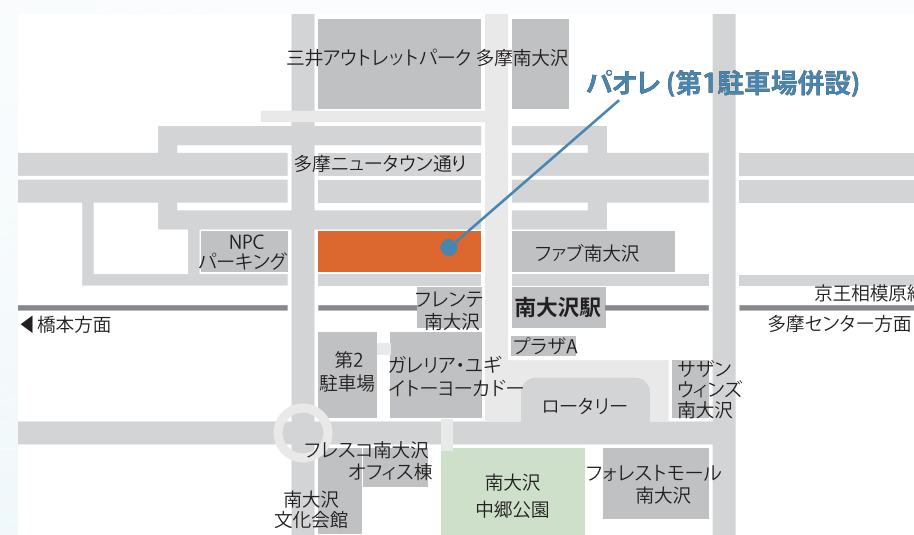 三井アウトレットパーク 多摩南大沢
パオレ (第1駐車場併設)
多摩ニュータウン通り
NPC
パーキング
ファブ南大沢
京王相模原線
フレンテ
南大沢
南大沢駅
◀橋本方面
多摩センター方面
プラザA
第2
駐車場
ガレリア・ユギ
イトーヨーカドー
サザン
ウィンズ
南大沢
ロータリー
フレスコ南大沢
オフィス棟
南大沢
文化会館
南大沢
中郷公園
フォレストモール
南大沢